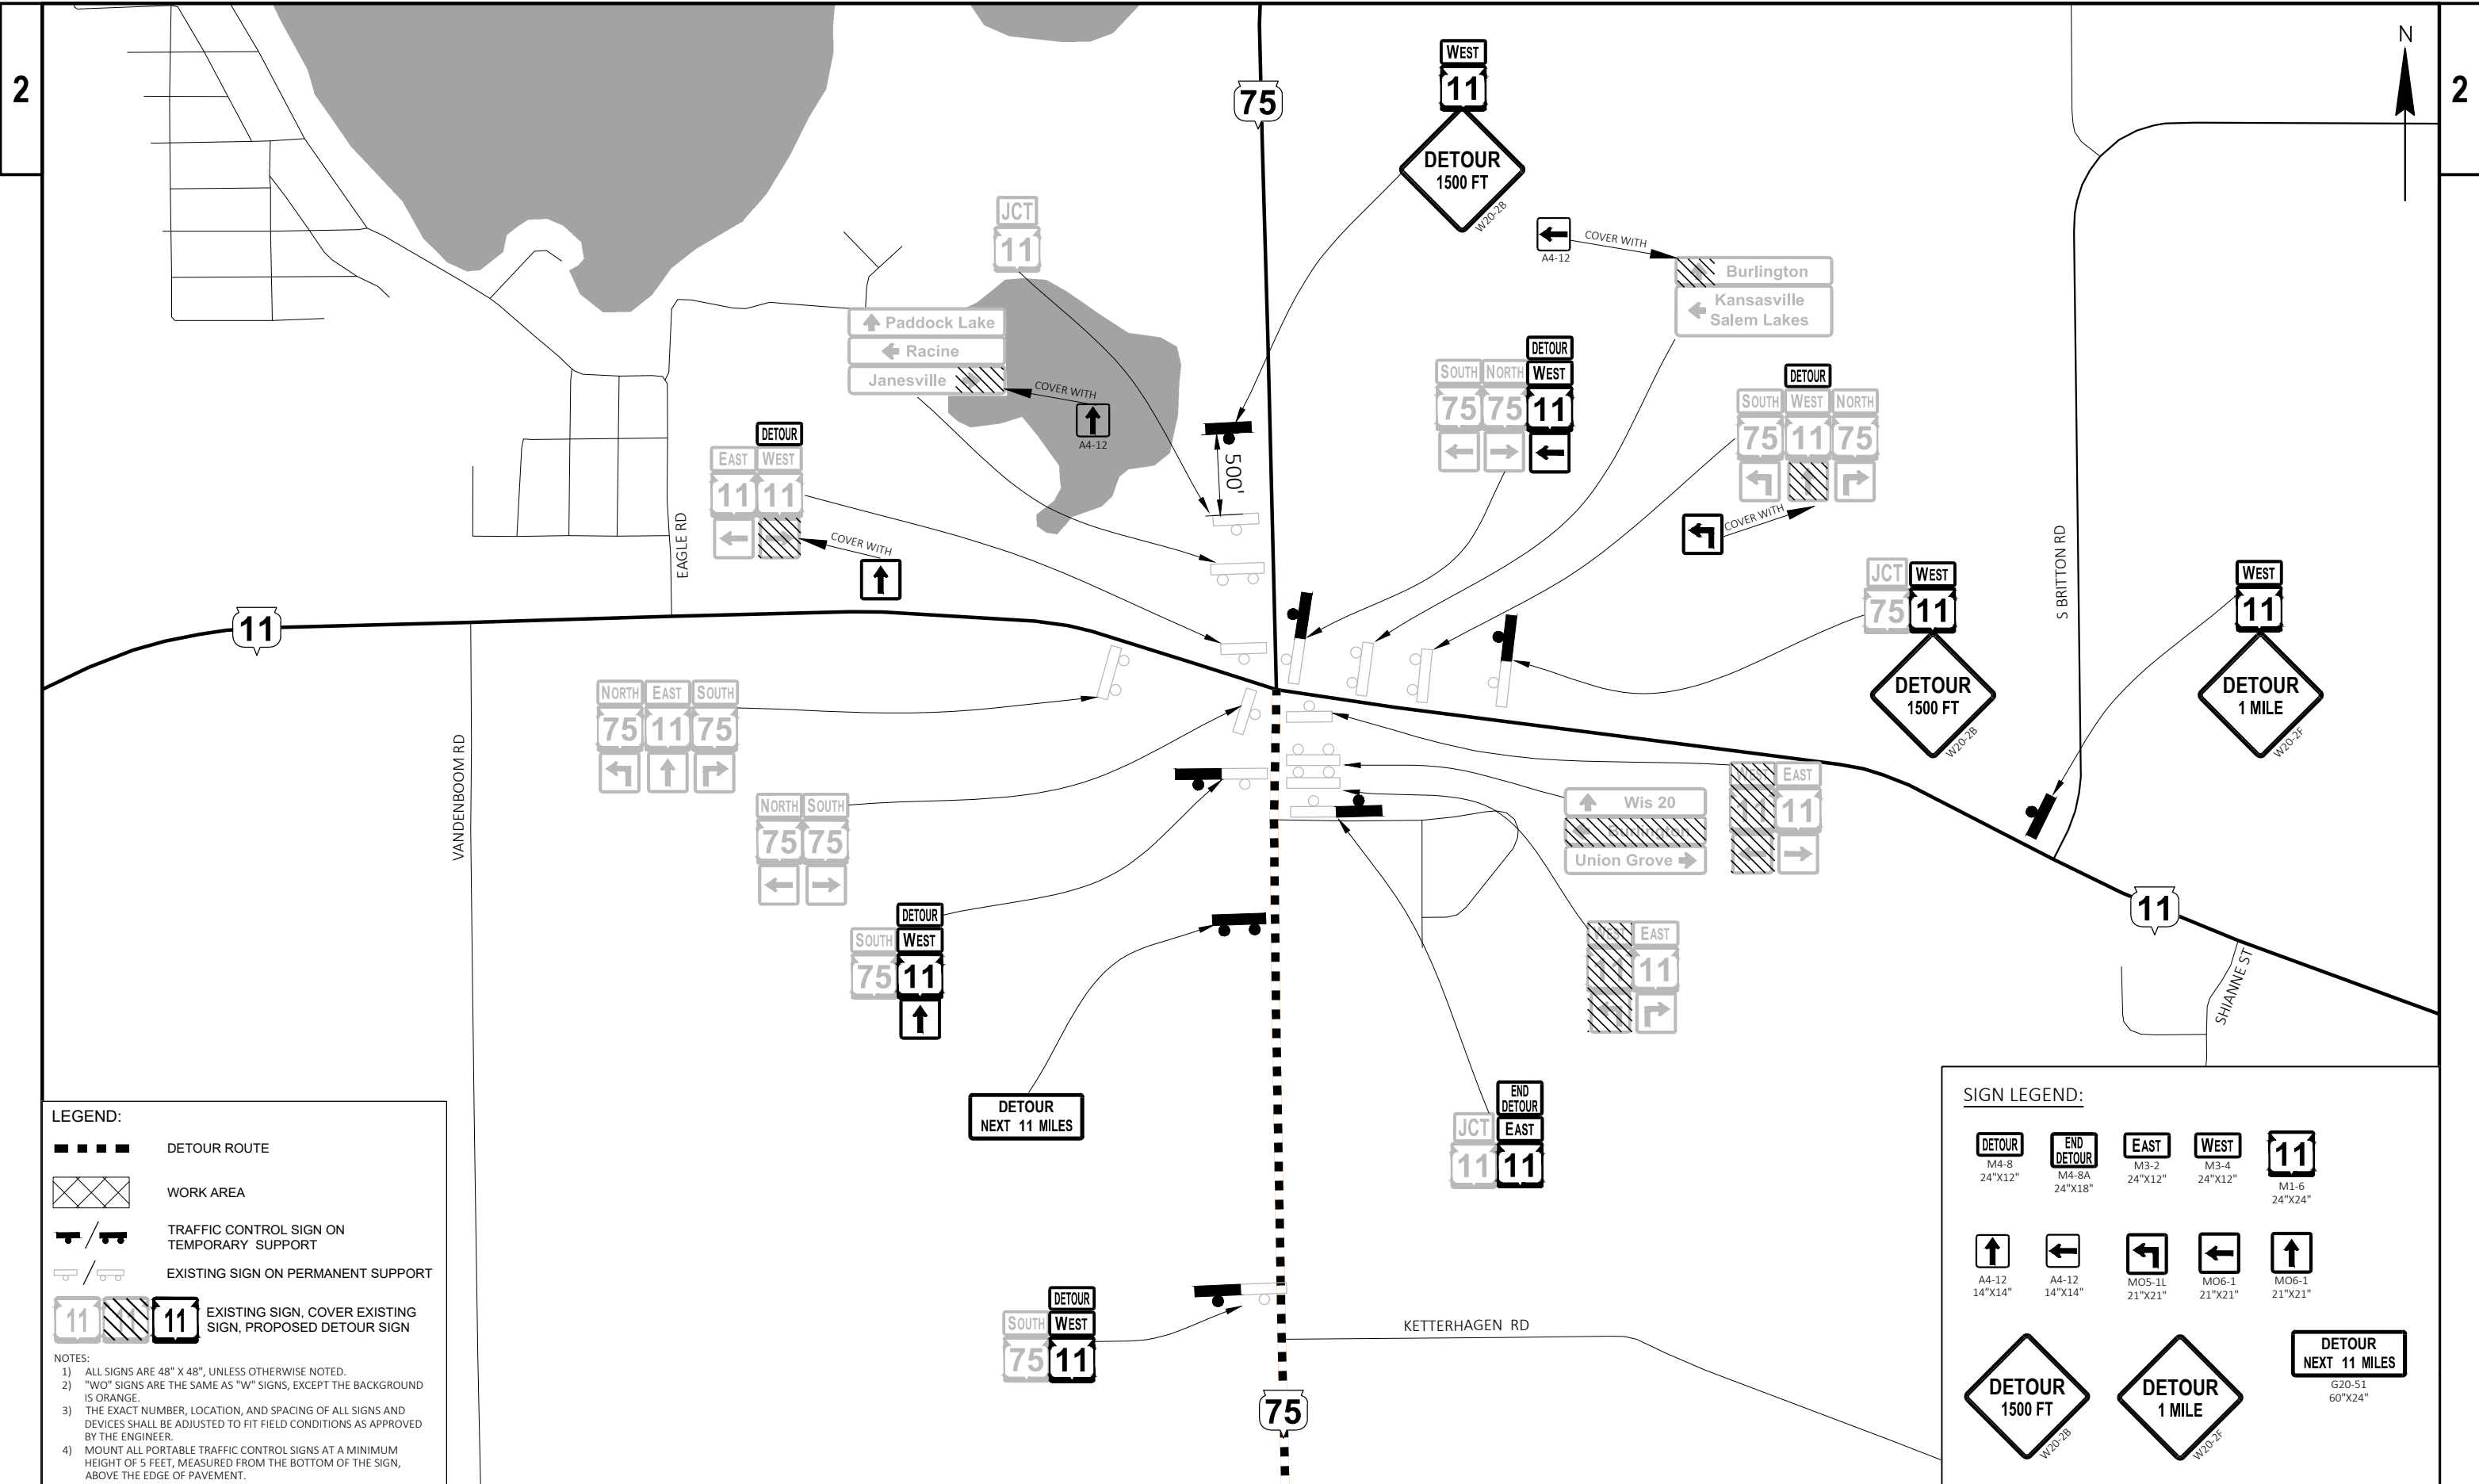 2
2
N
75
WEST
11
DETOUR
1500 FT
W20-2B
A4-12
COVER WITH
Burlington
Kansasville
Salem Lakes
JCT
11
Paddock Lake
Racine
Janesville
COVER WITH
A4-12
DETOUR
EAST WEST
11 11
COVER WITH
500'
DETOUR
SOUTH NORTH WEST
75 75 11
DETOUR
SOUTH WEST NORTH
75 11 75
COVER WITH
EAGLE RD
S BRITTON RD
JCT WEST
75 11
DETOUR
1500 FT
W20-2B
WEST
11
DETOUR
1 MILE
W20-2F
11
NORTH EAST SOUTH
75 11 75
VANDENBOOM RD
NORTH SOUTH
75 75
Wis 20
Burlington
Union Grove
WEST EAST
11 11
DETOUR
SOUTH WEST
75 11
WEST EAST
11 11
11
SHIANNE ST
DETOUR
NEXT 11 MILES
END
DETOUR
JCT EAST
11 11
DETOUR
SOUTH WEST
75 11
KETTERHAGEN RD
75
LEGEND:
DETOUR ROUTE
WORK AREA
TRAFFIC CONTROL SIGN ON
TEMPORARY SUPPORT
EXISTING SIGN ON PERMANENT SUPPORT
11 11 11
EXISTING SIGN, COVER EXISTING
SIGN, PROPOSED DETOUR SIGN
NOTES:
1) ALL SIGNS ARE 48" X 48", UNLESS OTHERWISE NOTED.
2) "WO" SIGNS ARE THE SAME AS "W" SIGNS, EXCEPT THE BACKGROUND
IS ORANGE.
3) THE EXACT NUMBER, LOCATION, AND SPACING OF ALL SIGNS AND
DEVICES SHALL BE ADJUSTED TO FIT FIELD CONDITIONS AS APPROVED
BY THE ENGINEER.
4) MOUNT ALL PORTABLE TRAFFIC CONTROL SIGNS AT A MINIMUM
HEIGHT OF 5 FEET, MEASURED FROM THE BOTTOM OF THE SIGN,
ABOVE THE EDGE OF PAVEMENT.
SIGN LEGEND:
DETOUR
M4-8
24"X12"
END
DETOUR
M4-8A
24"X18"
EAST
M3-2
24"X12"
WEST
M3-4
24"X12"
11
M1-6
24"X24"
A4-12
14"X14"
A4-12
14"X14"
MO5-1L
21"X21"
MO6-1
21"X21"
MO6-1
21"X21"
DETOUR
1500 FT
W20-2B
DETOUR
1 MILE
W20-2F
DETOUR
NEXT 11 MILES
G20-51
60"X24"